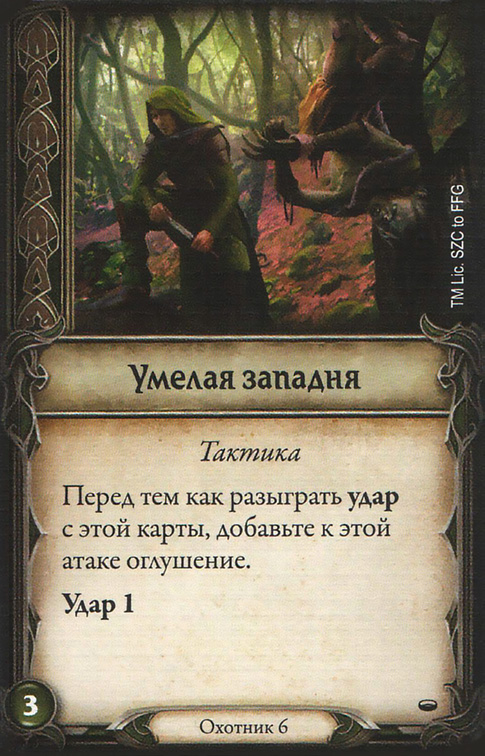 TM Lic. SZC to FFG
Умелая западня
Тактика
Перед тем как разыграть удар
с этой карты, добавьте к этой
атаке оглушение.
Удар 1
3
Охотник 6